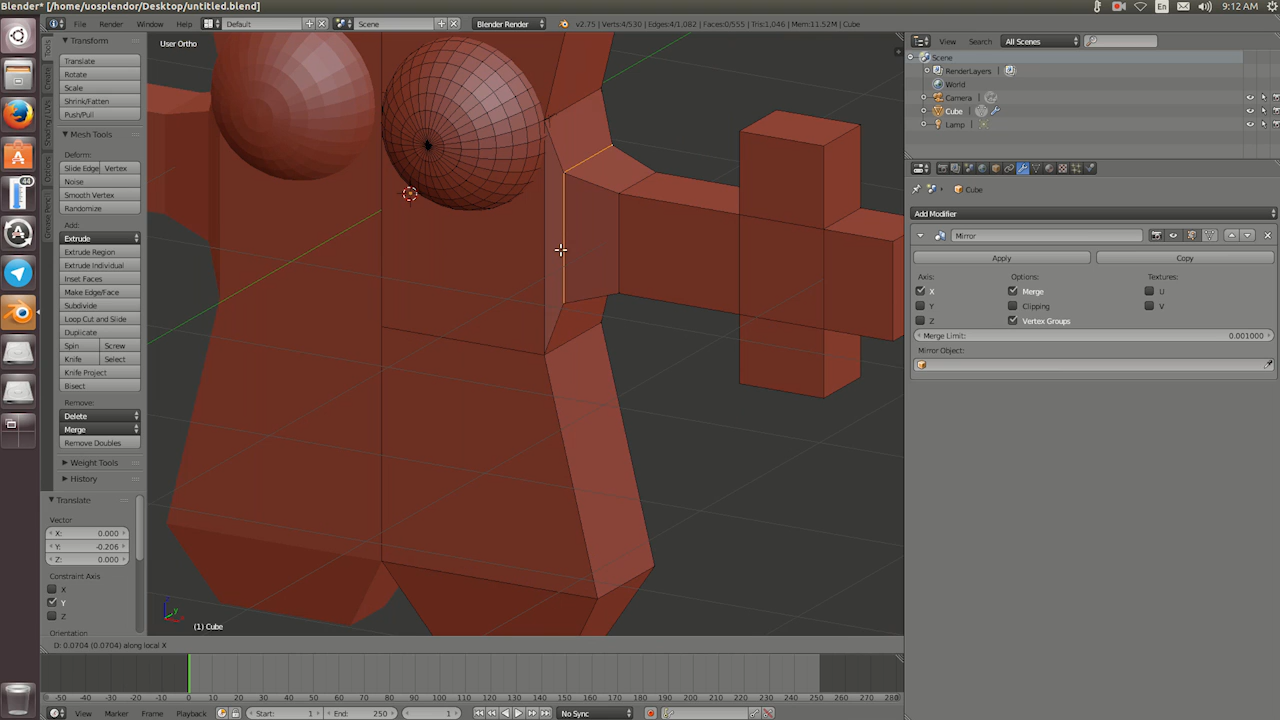 Blender* [/home/uosplendor/Desktop/untitled.blend]
En
9:12 AM
File Render Window Help Default Scene Blender Render v2.75 | Verts:4/530 | Edges:4/1,082 | Faces:0/555 | Tris:1,046 | Mem:11.52M | Cube
Tools
Create
Shading / UVs
Options
Grease Pencil
Transform
Translate
Rotate
Scale
Shrink/Fatten
Push/Pull
Mesh Tools
Deform:
Slide Edge Vertex
Noise
Smooth Vertex
Randomize
Add:
Extrude
Extrude Region
Extrude Individual
Inset Faces
Make Edge/Face
Subdivide
Loop Cut and Slide
Duplicate
Spin Screw
Knife Select
Knife Project
Bisect
Remove:
Delete
Merge
Remove Doubles
Weight Tools
History
Translate
Vector
X: 0.000
Y: -0.206
Z: 0.000
Constraint Axis
X
Y
Z
Orientation
44
User Ortho
(1) Cube
D: 0.0704 (0.0704) along local X
-50 -40 -30 -20 -10 0 10 20 30 40 50 60 70 80 90 100 110 120 130 140 150 160 170 180 190 200 210 220 230 240 250 260 270 280
View Marker Frame Playback Start: 1 End: 250 1 No Sync
View Search All Scenes
Scene
RenderLayers
World
Camera
Cube
Lamp
Cube
Add Modifier
Mirror
Apply Copy
Axis: Options: Textures:
X Merge U
Y Clipping V
Z Vertex Groups
Merge Limit: 0.001000
Mirror Object: